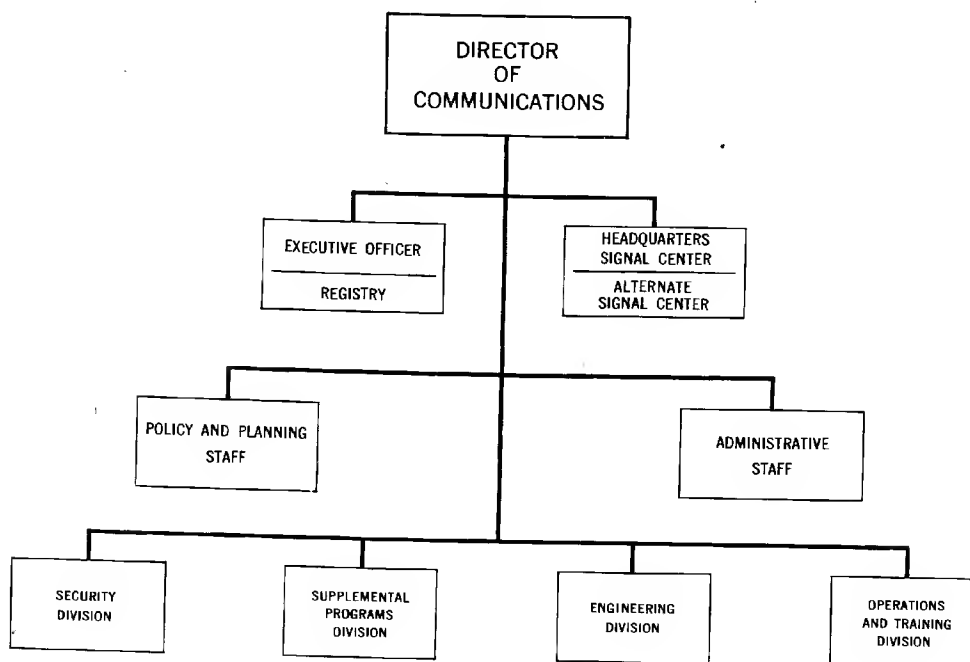 DIRECTOR
OF
COMMUNICATIONS
EXECUTIVE OFFICER
REGISTRY
HEADQUARTERS
SIGNAL CENTER
ALTERNATE
SIGNAL CENTER
POLICY AND PLANNING
STAFF
ADMINISTRATIVE
STAFF
SECURITY
DIVISION
SUPPLEMENTAL
PROGRAMS
DIVISION
ENGINEERING
DIVISION
OPERATIONS
AND TRAINING
DIVISION